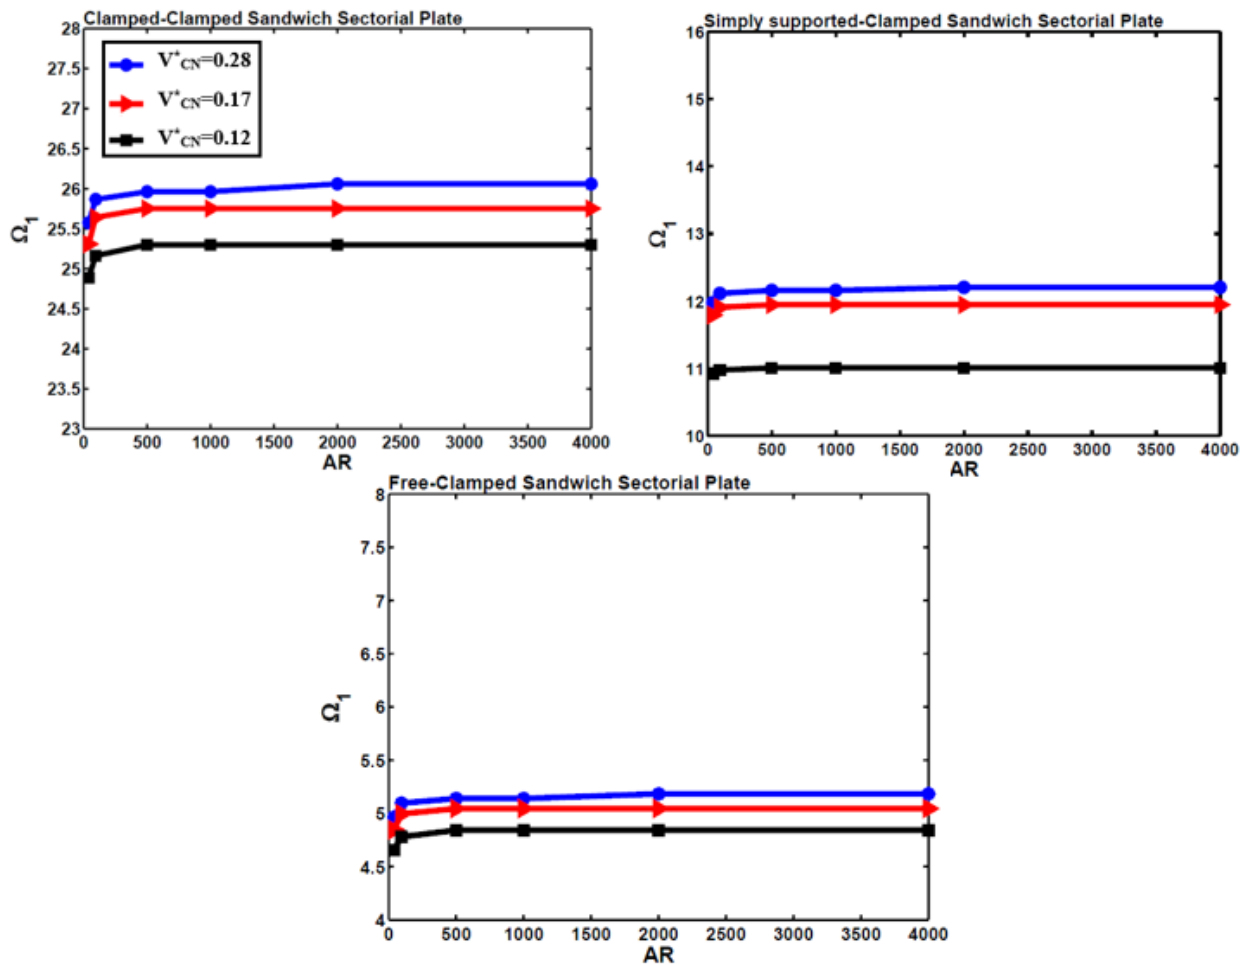 Clamped-Clamped Sandwich Sectorial Plate
28
27.5
27
26.5
26
25.5
25
24.5
24
23.5
23
V*CN=0.28
V*CN=0.17
V*CN=0.12
Ω1
0 500 1000 1500 2000 2500 3000 3500 4000
AR
Simply supported-Clamped Sandwich Sectorial Plate
16
15
14
13
12
11
10
Ω1
0 500 1000 1500 2000 2500 3000 3500 4000
AR
Free-Clamped Sandwich Sectorial Plate
8
7.5
7
6.5
6
5.5
5
4.5
4
Ω1
0 500 1000 1500 2000 2500 3000 3500 4000
AR